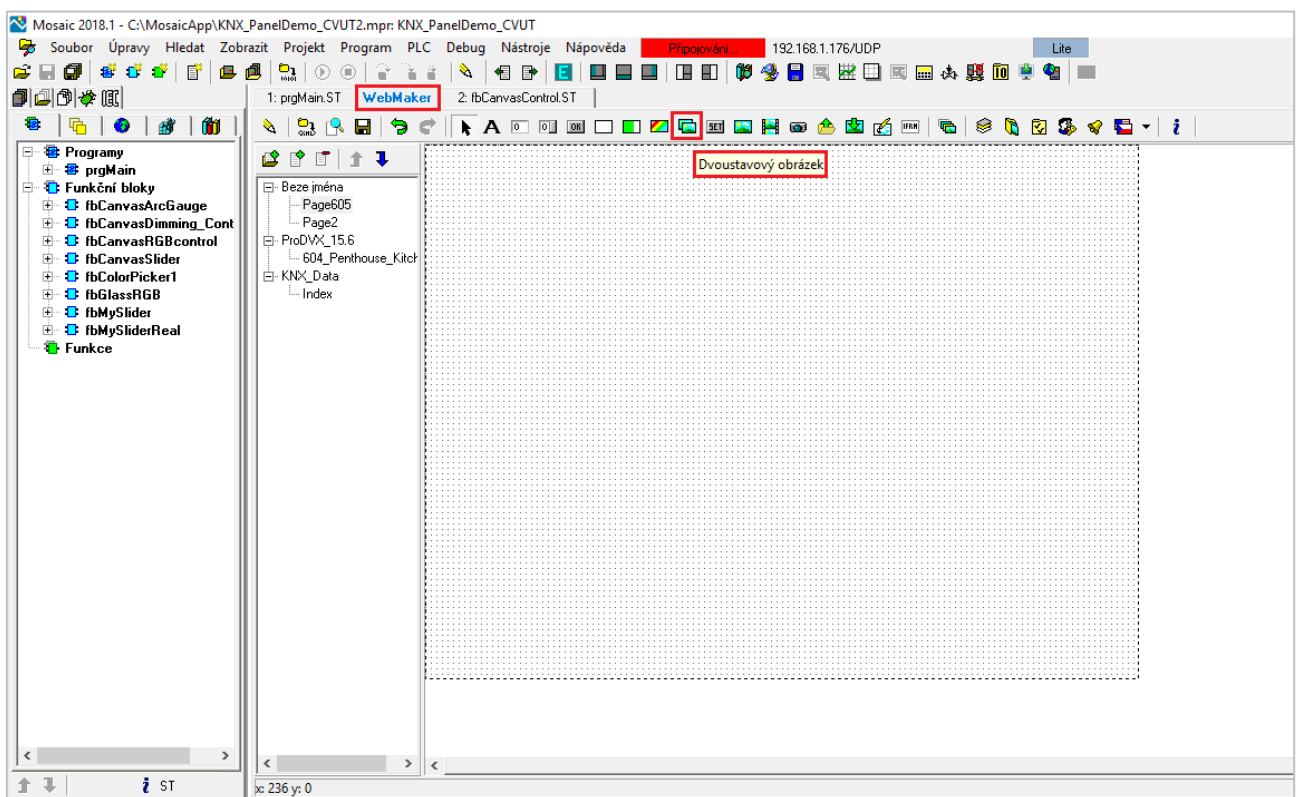 Mosaic 2018.1 - C:\MosaicApp\KNX_PanelDemo_CVUT2.mpr: KNX_PanelDemo_CVUT
Soubor Úpravy Hledat Zobrazit Projekt Program PLC Debug Nástroje Nápověda Připojování... 192.168.1.176/UDP Lite
1: prgMain.ST WebMaker 2: fbCanvasControl.ST
A OK SET IFRM i
Dvoustavový obrázek
Programy
prgMain
Funkční bloky
fbCanvasArcGauge
fbCanvasDimming_Cont
fbCanvasRGBcontrol
fbCanvasSlider
fbColorPicker1
fbGlassRGB
fbMySlider
fbMySliderReal
Funkce
Beze jména
Page605
Page2
ProDVX_15.6
604_Penthouse_Kitch
KNX_Data
Index
i ST
x: 236 y: 0